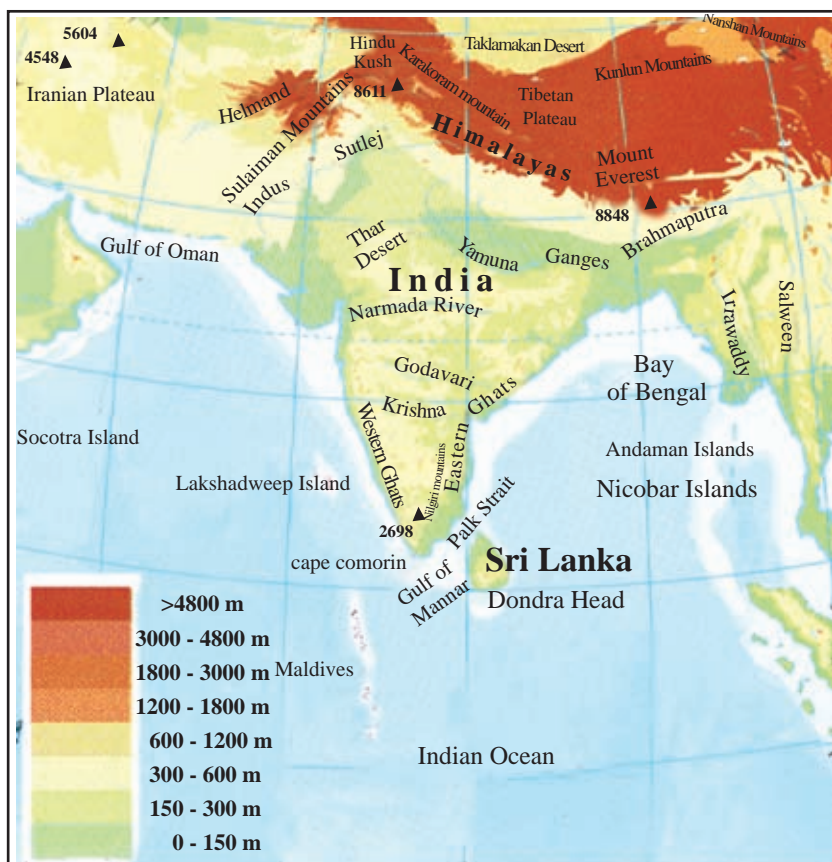 5604
4548
Iranian Plateau
Hindu
Kush
Taklamakan Desert
Nanshan Mountains
Kunlun Mountains
Karakoram mountain
8611
Tibetan
Plateau
Helmand
Sulaiman Mountains
Himalayas
Sutlej
Indus
Mount
Everest
8848
Brahmaputra
Gulf of Oman
Thar
Desert
Yamuna
Ganges
India
Narmada River
Irrawaddy
Salween
Godavari
Krishna
Eastern Ghats
Western Ghats
Nilgiri mountains
2698
Bay
of Bengal
Socotra Island
Lakshadweep Island
Andaman Islands
Nicobar Islands
Palk Strait
cape comorin
Gulf of
Mannar
Sri Lanka
Dondra Head
Maldives
Indian Ocean
>4800 m
3000 - 4800 m
1800 - 3000 m
1200 - 1800 m
600 - 1200 m
300 - 600 m
150 - 300 m
0 - 150 m